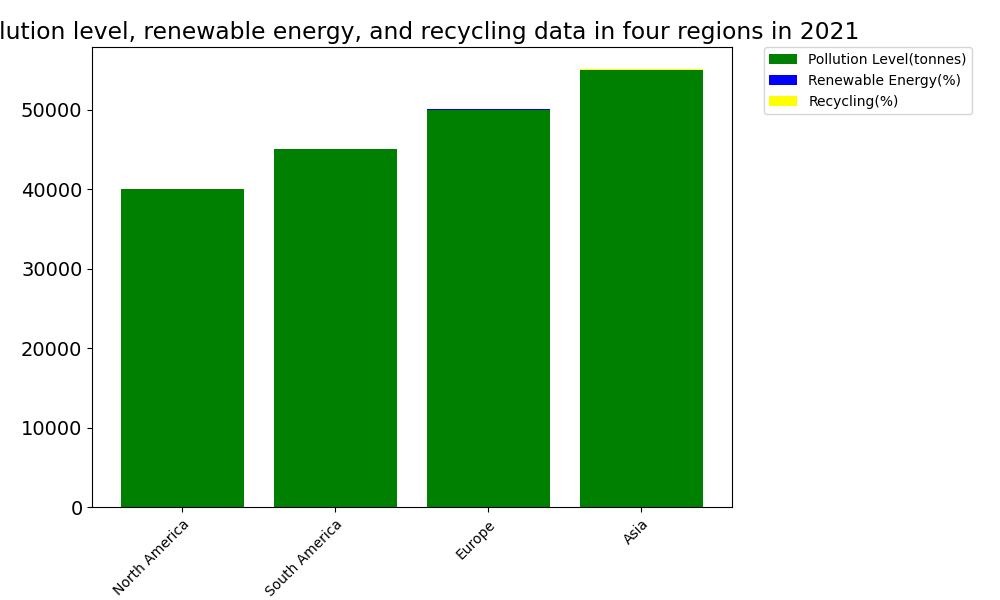 lution level, renewable energy, and recycling data in four regions in 2021
Pollution Level(tonnes)
Renewable Energy(%)
Recycling(%)
50000
40000
30000
20000
10000
0
North America
South America
Europe
Asia